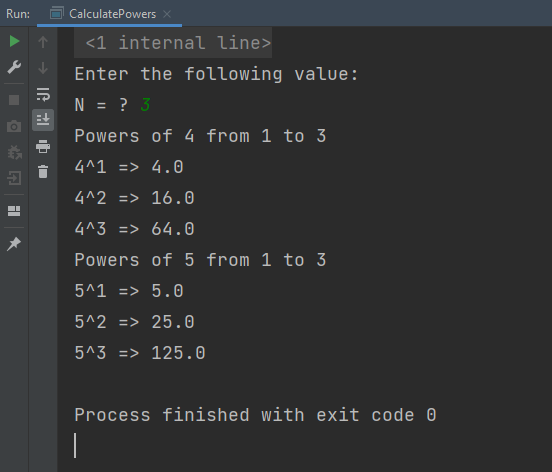 Run: CalculatePowers
<1 internal line>
Enter the following value:
N = ? 3
Powers of 4 from 1 to 3
4^1 => 4.0
4^2 => 16.0
4^3 => 64.0
Powers of 5 from 1 to 3
5^1 => 5.0
5^2 => 25.0
5^3 => 125.0
Process finished with exit code 0